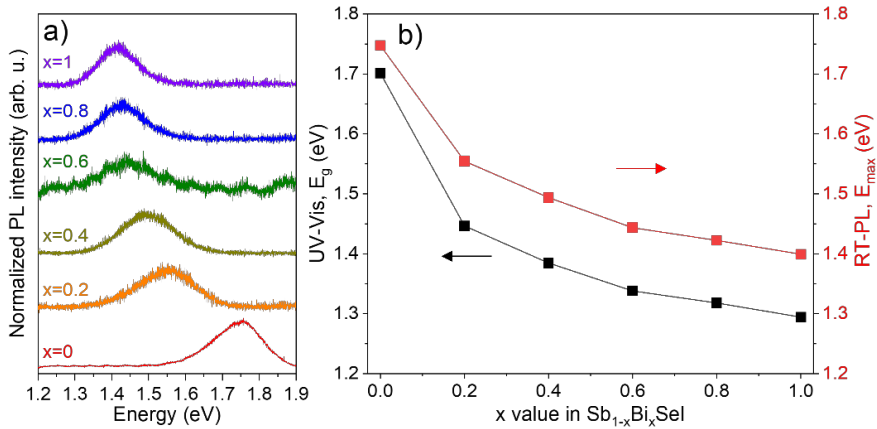 a)
Normalized PL intensity (arb. u.)
x=1
x=0.8
x=0.6
x=0.4
x=0.2
x=0
1.2 1.3 1.4 1.5 1.6 1.7 1.8 1.9
Energy (eV)
b)
UV-Vis, E_g (eV)
1.8
1.7
1.6
1.5
1.4
1.3
1.2
0.0 0.2 0.4 0.6 0.8 1.0
x value in Sb₁₋ₓBiₓSeI
1.8
1.7
1.6
1.5
1.4
1.3
1.2
RT-PL, E_max (eV)